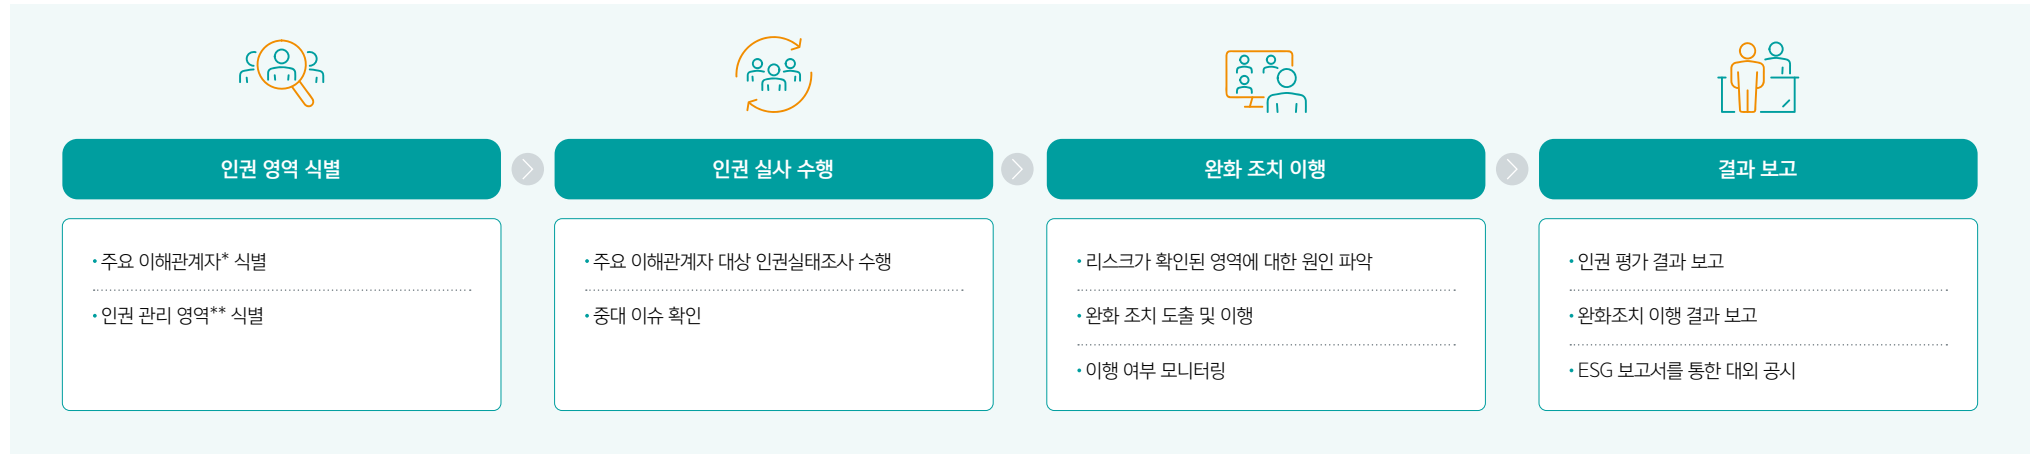 인권 영역 식별
• 주요 이해관계자* 식별
• 인권 관리 영역** 식별
인권 실사 수행
• 주요 이해관계자 대상 인권실태조사 수행
• 중대 이슈 확인
완화 조치 이행
• 리스크가 확인된 영역에 대한 원인 파악
• 완화 조치 도출 및 이행
• 이행 여부 모니터링
결과 보고
• 인권 평가 결과 보고
• 완화조치 이행 결과 보고
• ESG 보고서를 통한 대외 공시